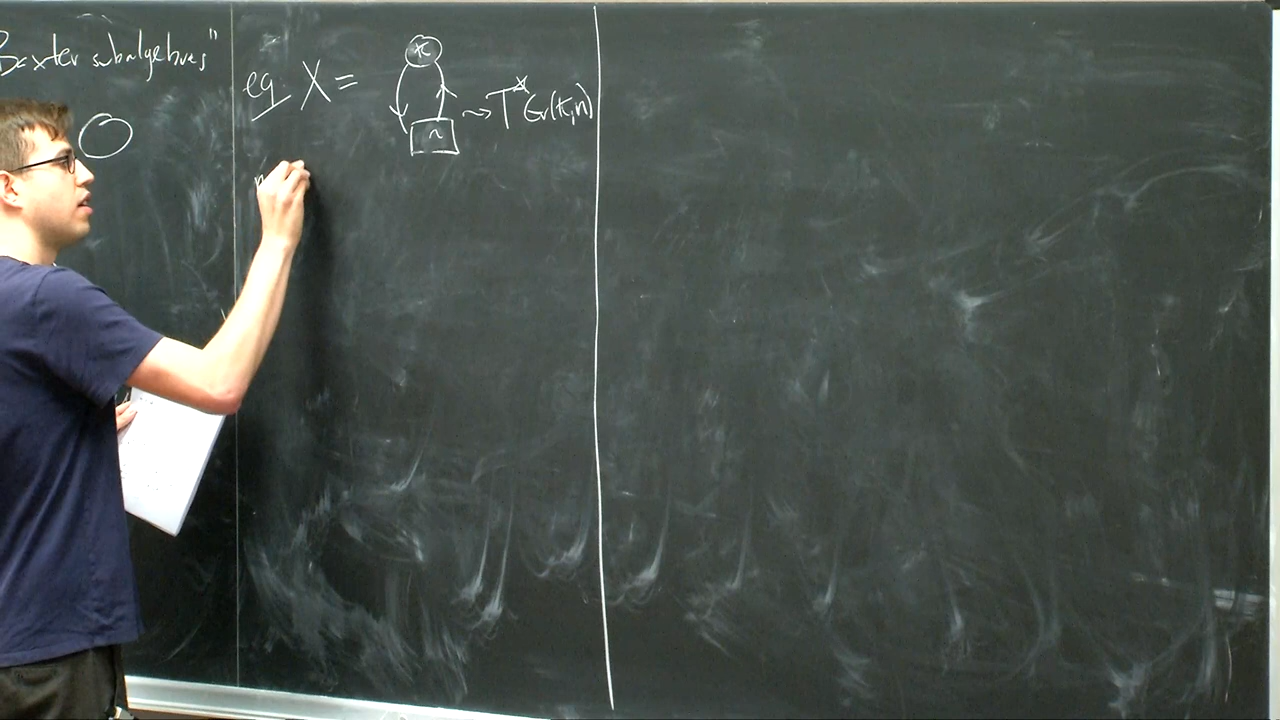 Baxter subalgebras"
eg X =
k
n
⇝ T* Gr(k,n)